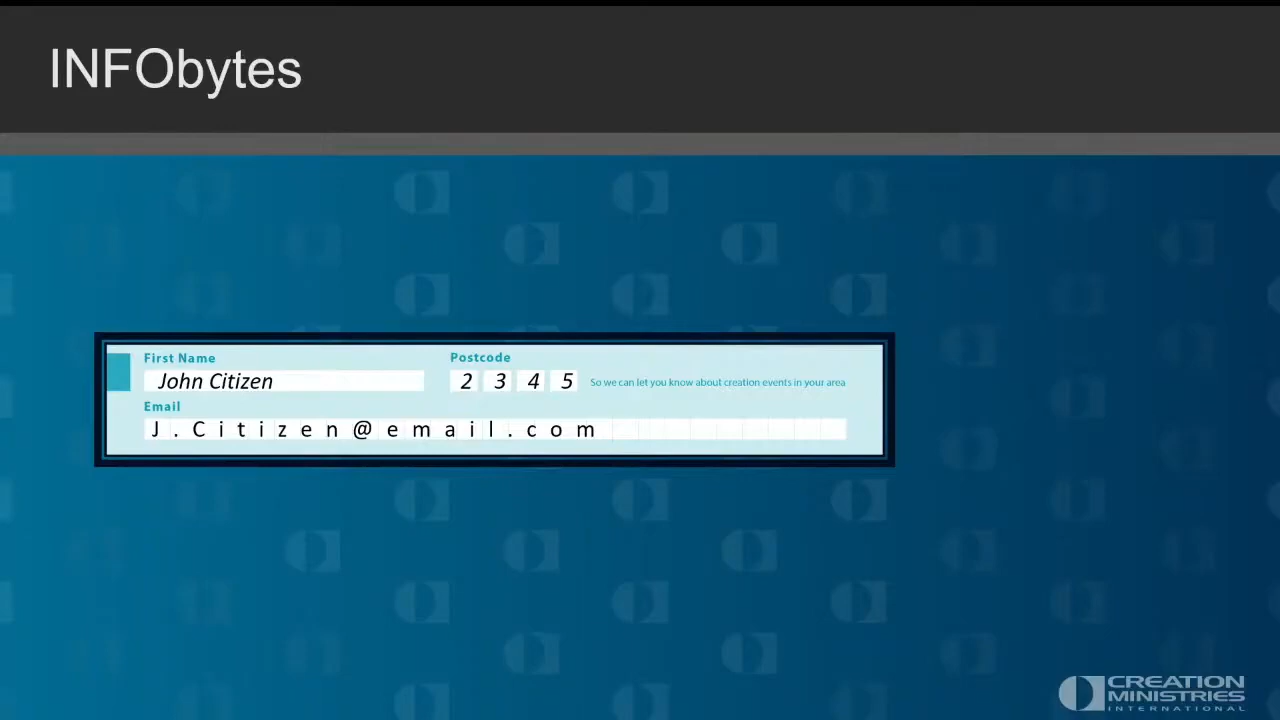 INFObytes
First Name
Postcode
John Citizen
2 3 4 5
So we can let you know about creation events in your area
Email
J.Citizen@email.com
CREATION
MINISTRIES
INTERNATIONAL